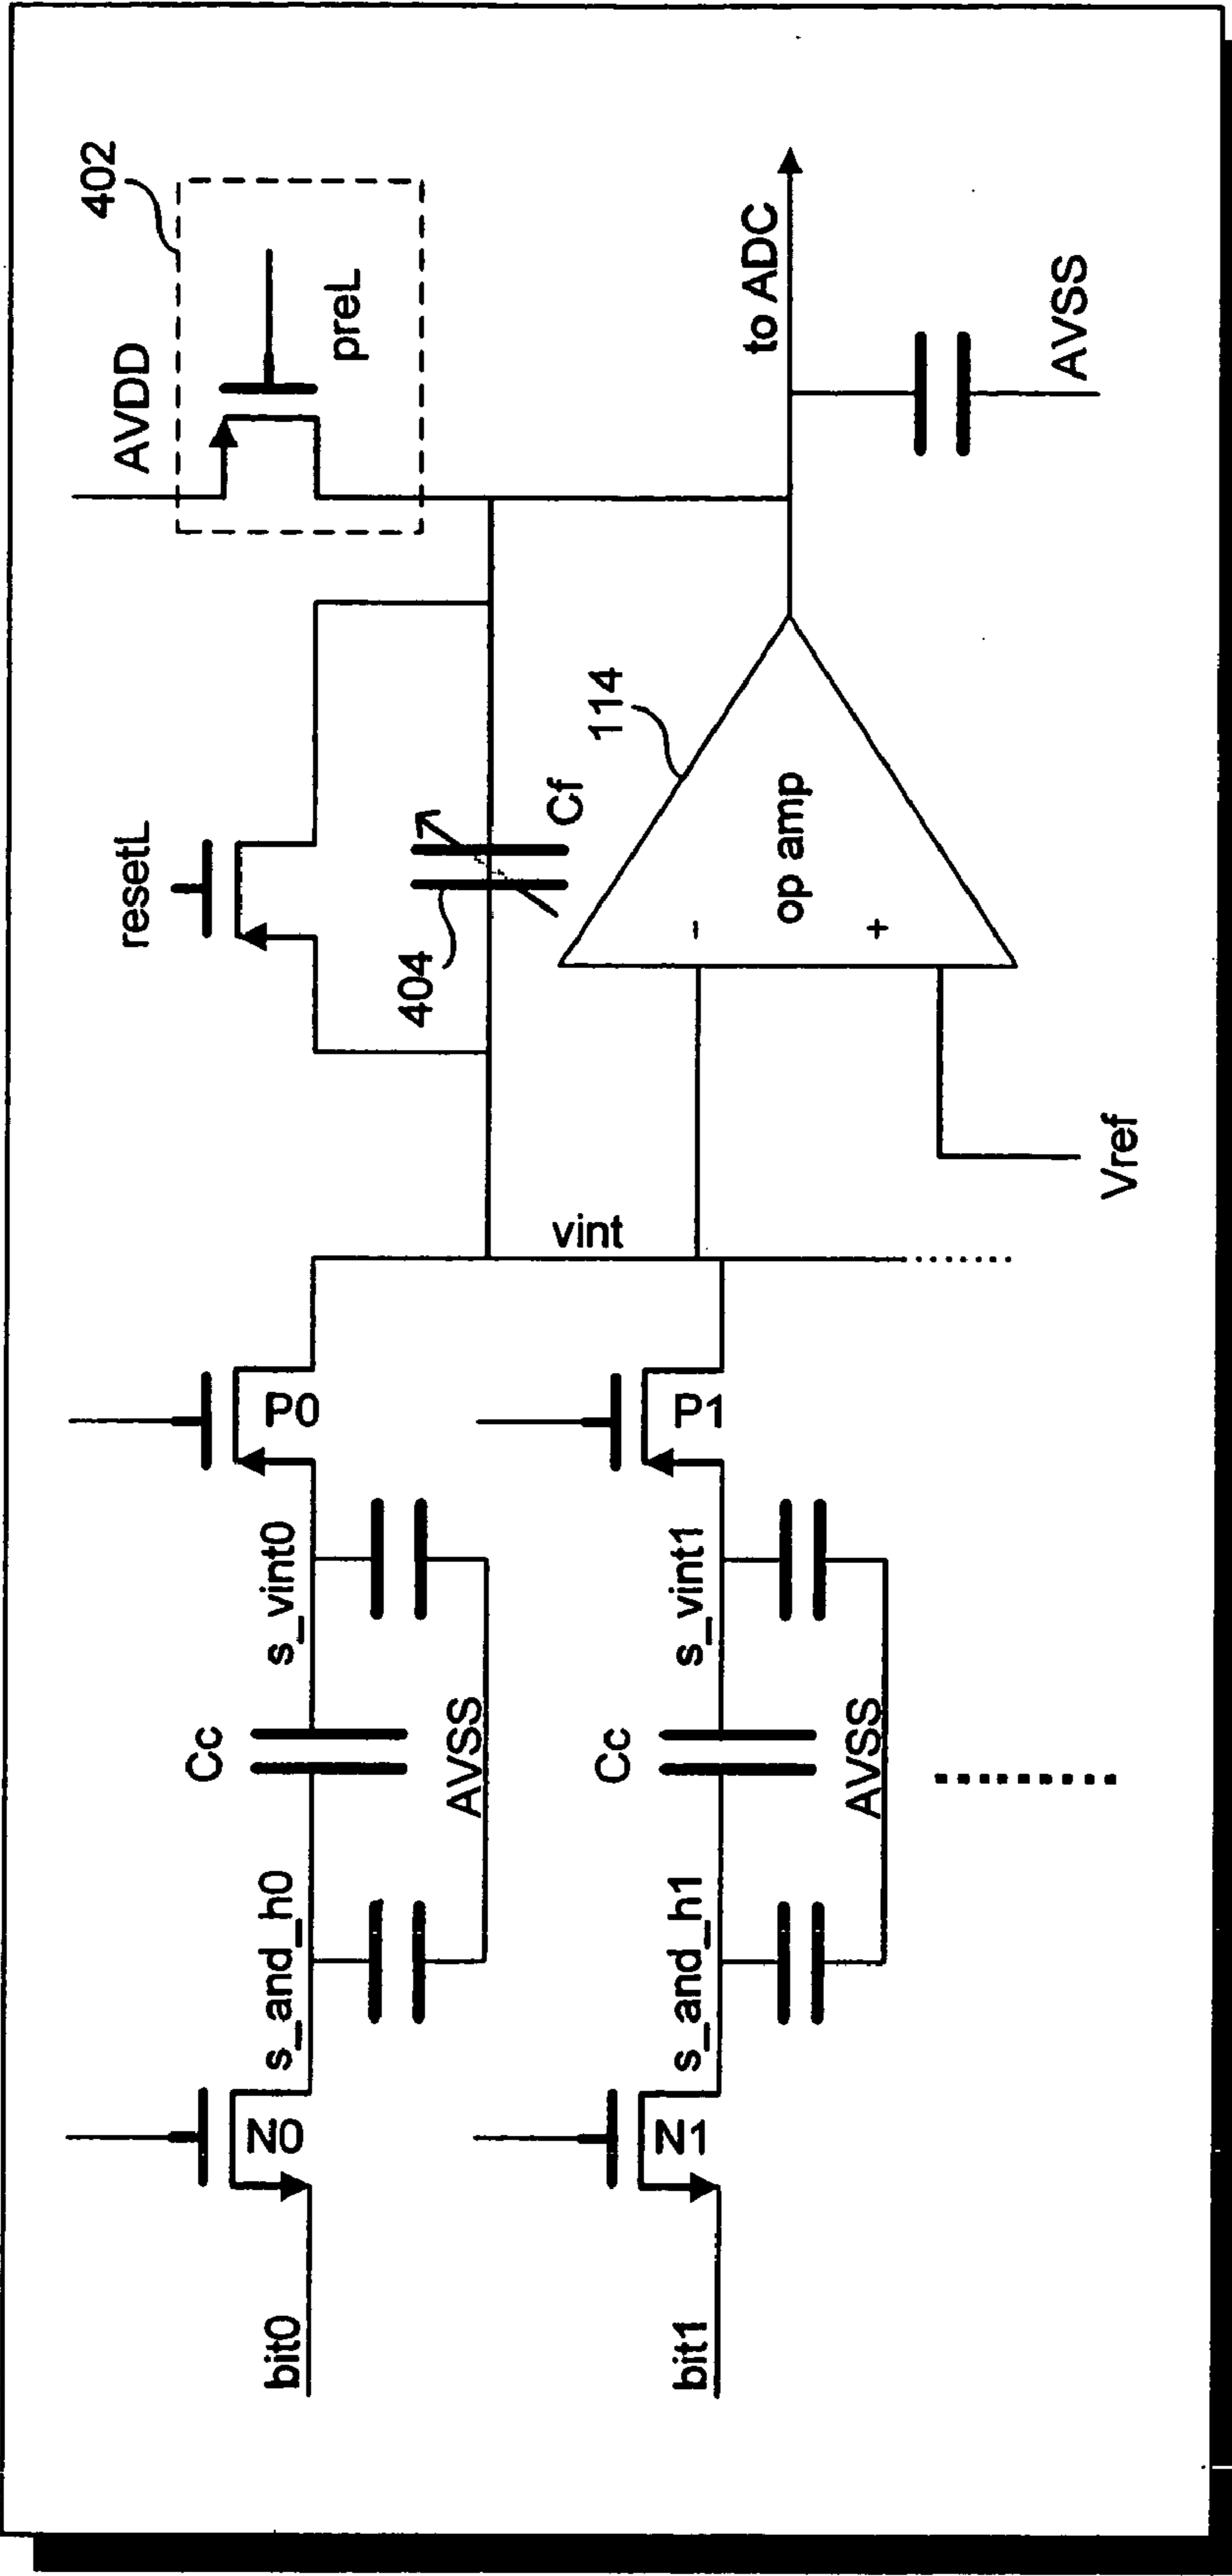 402
AVDD
preL
resetL
404
Cf
114
op amp
-
+
to ADC
AVSS
Vref
vint
P0
s_vint0
Cc
AVSS
s_and_h0
N0
bit0
P1
s_vint1
Cc
AVSS
s_and_h1
N1
bit1